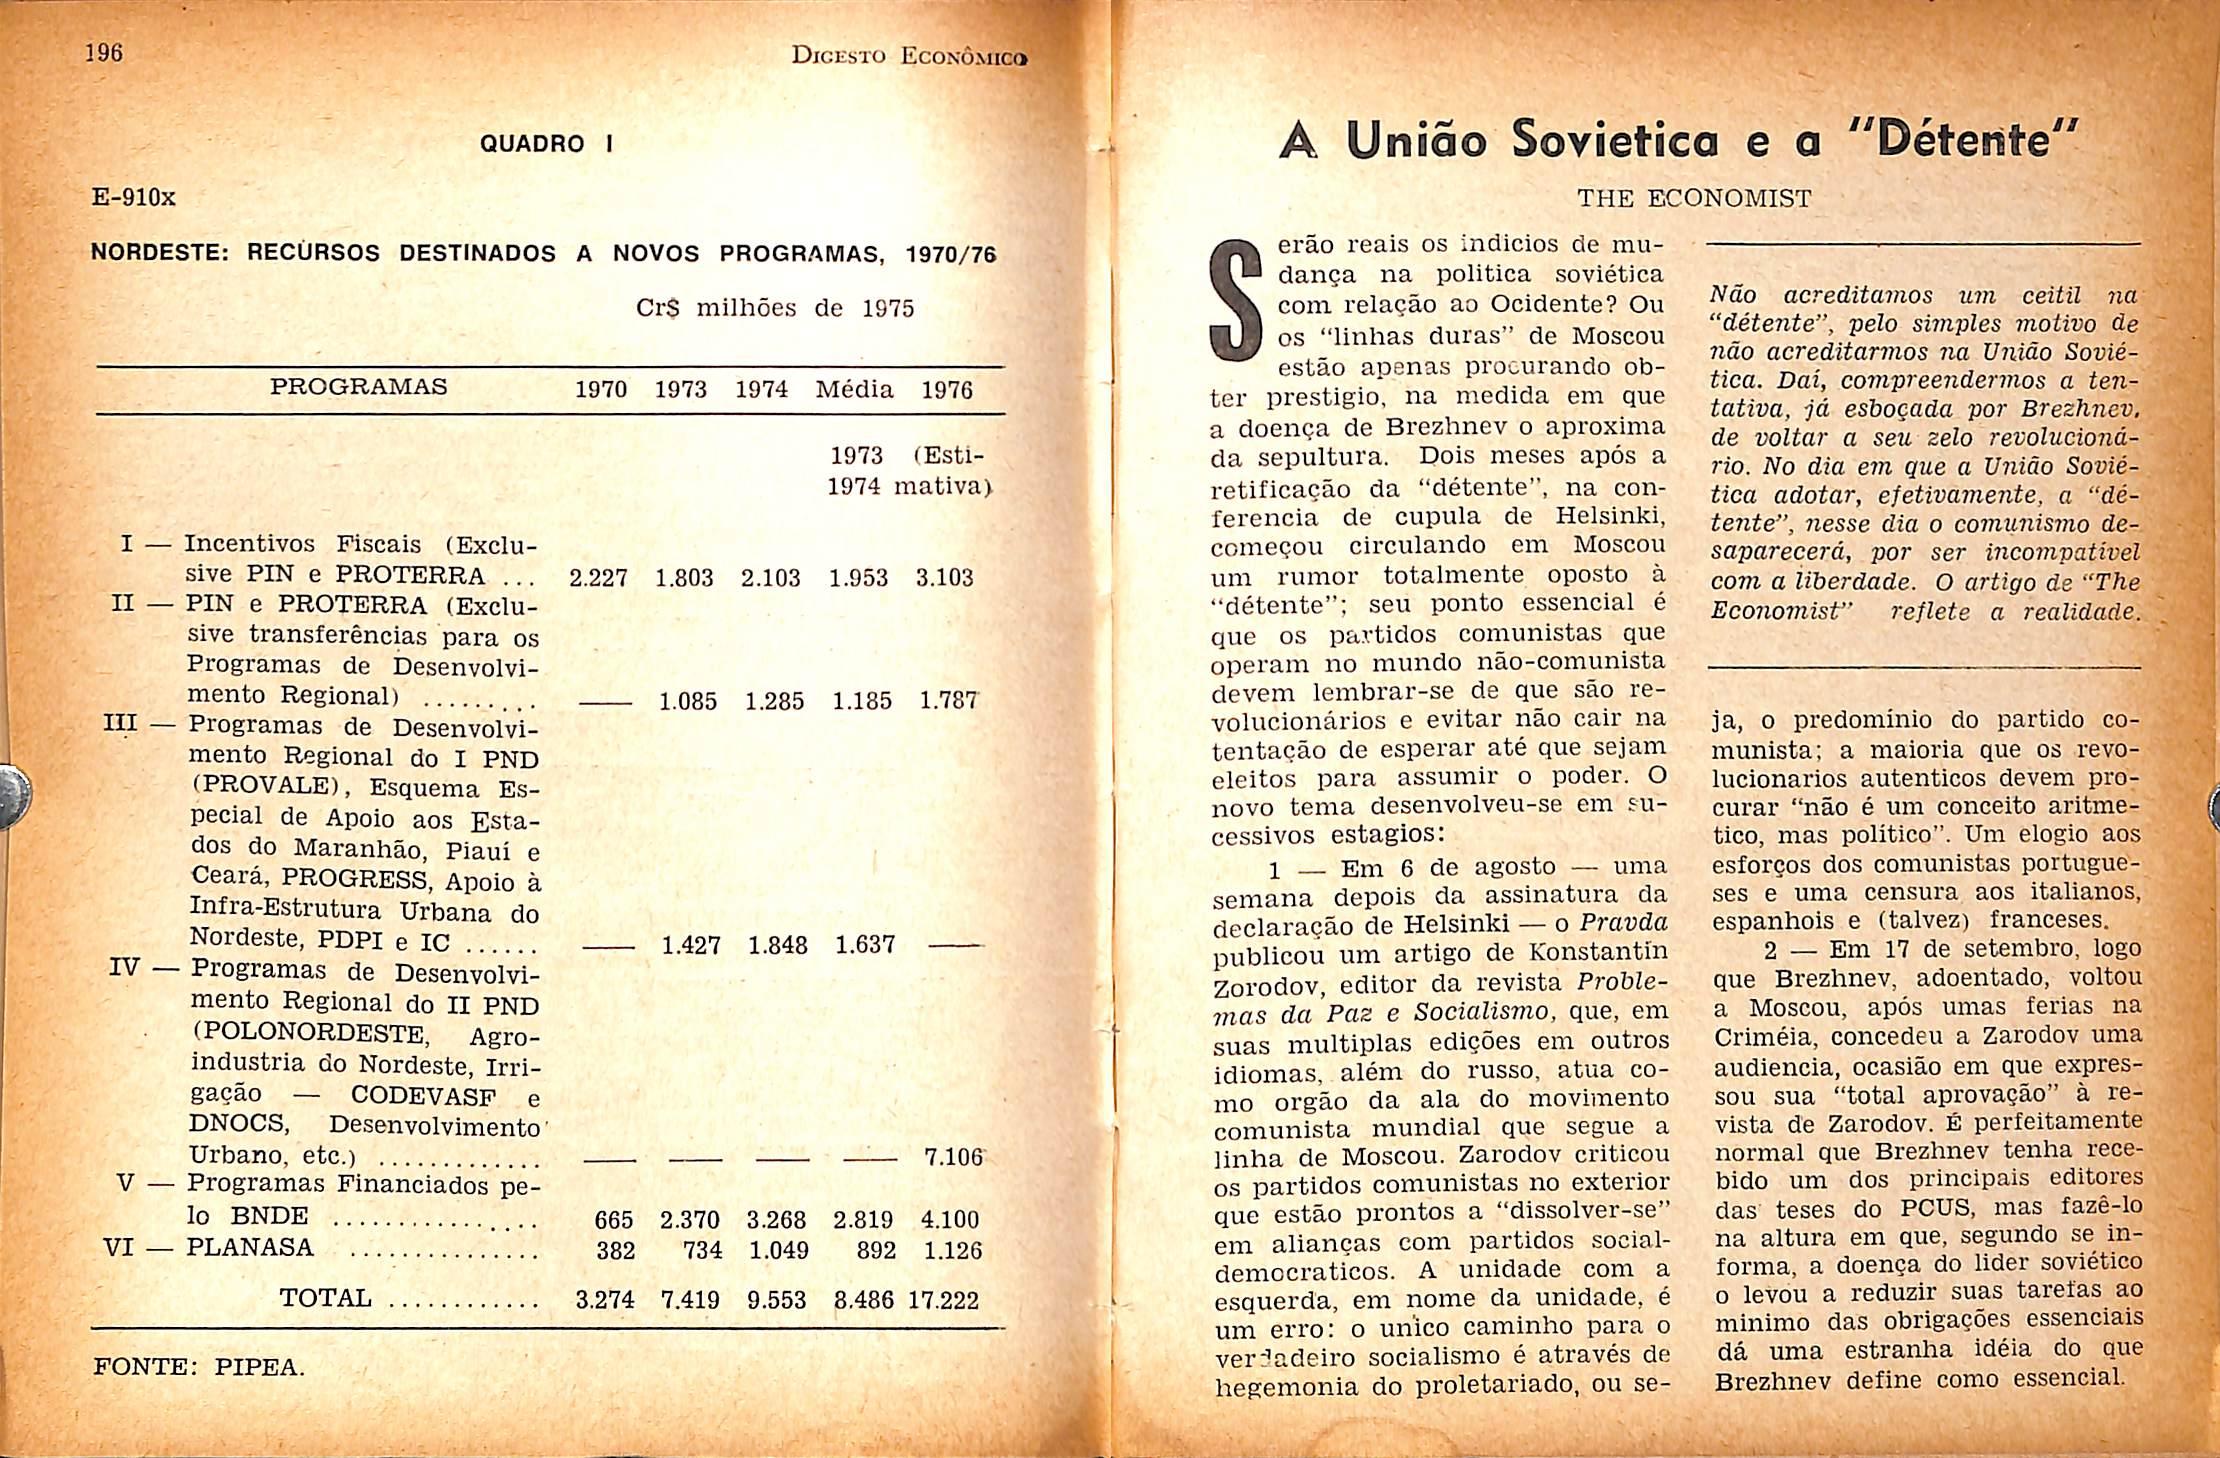 196
DIGESTO ECONÔMICO
QUADRO I
E-910x
NORDESTE: RECURSOS DESTINADOS A NOVOS PROGRAMAS, 1970/76
Cr$ milhões de 1975
PROGRAMAS 1970 1973 1974 Média 1976
1973 (Esti-
1974 mativa)
I — Incentivos Fiscais (Exclu-
sive PIN e PROTERRA ... 2.227 1.803 2.103 1.953 3.103
II — PIN e PROTERRA (Exclu-
sive transferências para os
Programas de Desenvolvi-
mento Regional) ......... — 1.085 1.285 1.185 1.787
III — Programas de Desenvolvi-
mento Regional do I PND
(PROVALE), Esquema Es-
pecial de Apoio aos Esta-
dos do Maranhão, Piauí e
Ceará, PROGRESS, Apoio à
Infra-Estrutura Urbana do
Nordeste, PDPI e IC ...... — 1.427 1.848 1.637 —
IV — Programas de Desenvolvi-
mento Regional do II PND
(POLONORDESTE, Agro-
industria do Nordeste, Irri-
gação — CODEVASF e
DNOCS, Desenvolvimento
Urbano, etc.) ............. — — — — 7.106
V — Programas Financiados pe-
lo BNDE ................ 665 2.370 3.268 2.819 4.100
VI — PLANASA ............... 382 734 1.049 892 1.126
TOTAL ............ 3.274 7.419 9.553 8.486 17.222
FONTE: PIPEA.
A União Sovietica e a "Détente"
THE ECONOMIST
Serão reais os indicios de mu-
dança na politica soviética
com relação ao Ocidente? Ou
os "linhas duras" de Moscou
estão apenas procurando ob-
ter prestigio, na medida em que
a doença de Brezhnev o aproxima
da sepultura. Dois meses após a
retificação da "détente", na con-
ferencia de cupula de Helsinki,
começou circulando em Moscou
um rumor totalmente oposto à
"détente"; seu ponto essencial é
que os partidos comunistas que
operam no mundo não-comunista
devem lembrar-se de que são re-
volucionários e evitar não cair na
tentação de esperar até que sejam
eleitos para assumir o poder. O
novo tema desenvolveu-se em su-
cessivos estagios:
1 — Em 6 de agosto — uma
semana depois da assinatura da
declaração de Helsinki — o Pravda
publicou um artigo de Konstantin
Zorodov, editor da revista Proble-
mas da Paz e Socialismo, que, em
suas multiplas edições em outros
idiomas, além do russo, atua co-
mo orgão da ala do movimento
comunista mundial que segue a
linha de Moscou. Zarodov criticou
os partidos comunistas no exterior
que estão prontos a "dissolver-se"
em alianças com partidos social-
democraticos. A unidade com a
esquerda, em nome da unidade, é
um erro: o unico caminho para o
verdadeiro socialismo é através de
hegemonia do proletariado, ou se-
Não acreditamos um ceitil na
"détente", pelo simples motivo de
não acreditarmos na União Sovié-
tica. Daí, compreendermos a ten-
tativa, já esboçada por Brezhnev,
de voltar a seu zelo revolucioná-
rio. No dia em que a União Sovié-
tica adotar, efetivamente, a "dé-
tente", nesse dia o comunismo de-
saparecerá, por ser incompatível
com a liberdade. O artigo de "The
Economist" reflete a realidade.
ja, o predomínio do partido co-
munista; a maioria que os revo-
lucionarios autenticos devem pro-
curar "não é um conceito aritme-
tico, mas político". Um elogio aos
esforços dos comunistas portugue-
ses e uma censura aos italianos,
espanhois e (talvez) franceses.
2 — Em 17 de setembro, logo
que Brezhnev, adoentado, voltou
a Moscou, após umas ferias na
Criméia, concedeu a Zarodov uma
audiencia, ocasião em que expres-
sou sua "total aprovação" à re-
vista de Zarodov. É perfeitamente
normal que Brezhnev tenha rece-
bido um dos principais editores
das teses do PCUS, mas fazê-lo
na altura em que, segundo se in-
forma, a doença do lider soviético
o levou a reduzir suas tarefas ao
minimo das obrigações essenciais
dá uma estranha idéia do que
Brezhnev define como essencial.